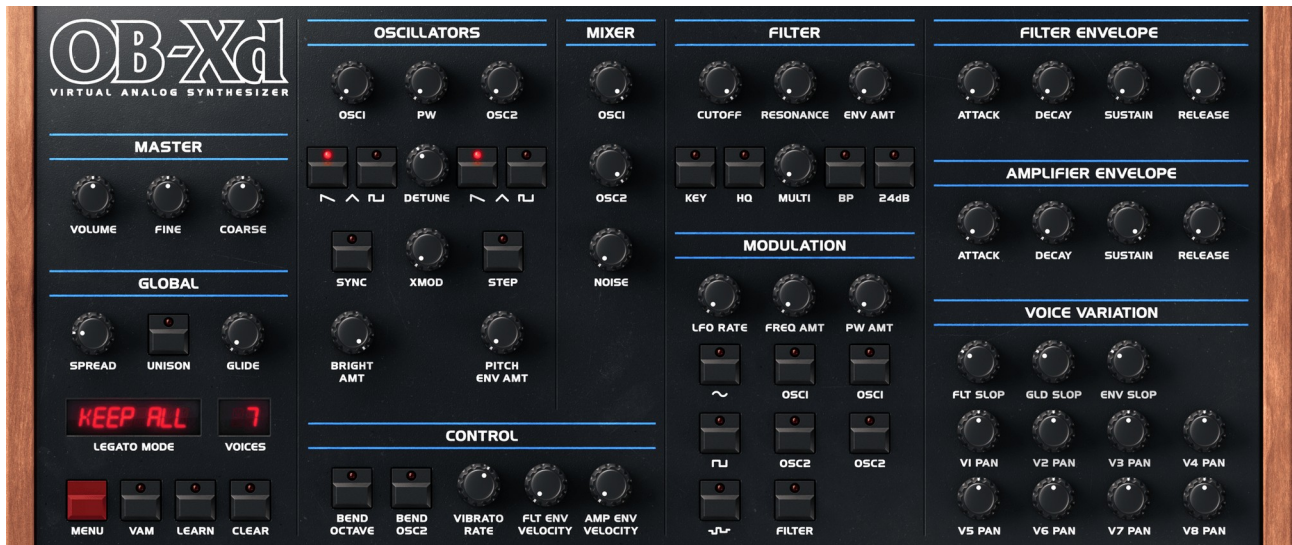 OB-Xd
VIRTUAL ANALOG SYNTHESIZER
MASTER
VOLUME FINE COARSE
GLOBAL
SPREAD UNISON GLIDE
KEEP ALL 7
LEGATO MODE VOICES
MENU VAM LEARN CLEAR
OSCILLATORS
OSC1 PW OSC2
DETUNE
SYNC XMOD STEP
BRIGHT AMT
PITCH ENV AMT
MIXER
OSC1
OSC2
NOISE
CONTROL
BEND OCTAVE
BEND OSC2
VIBRATO RATE
FLT ENV VELOCITY
AMP ENV VELOCITY
FILTER
CUTOFF RESONANCE ENV AMT
KEY HQ MULTI BP 24dB
MODULATION
LFO RATE FREQ AMT PW AMT
OSC1 OSC1
OSC2 OSC2
FILTER
FILTER ENVELOPE
ATTACK DECAY SUSTAIN RELEASE
AMPLIFIER ENVELOPE
ATTACK DECAY SUSTAIN RELEASE
VOICE VARIATION
FLT SLOP GLD SLOP ENV SLOP
V1 PAN V2 PAN V3 PAN V4 PAN
V5 PAN V6 PAN V7 PAN V8 PAN